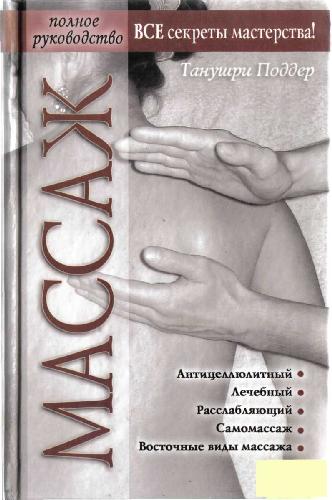 полное
руководство
ВСЕ секреты мастерства!
Танушри Поддер
МАССАЖ
Антицеллюлитный
Лечебный
Расслабляющий
Самомассаж
Восточные виды массажа